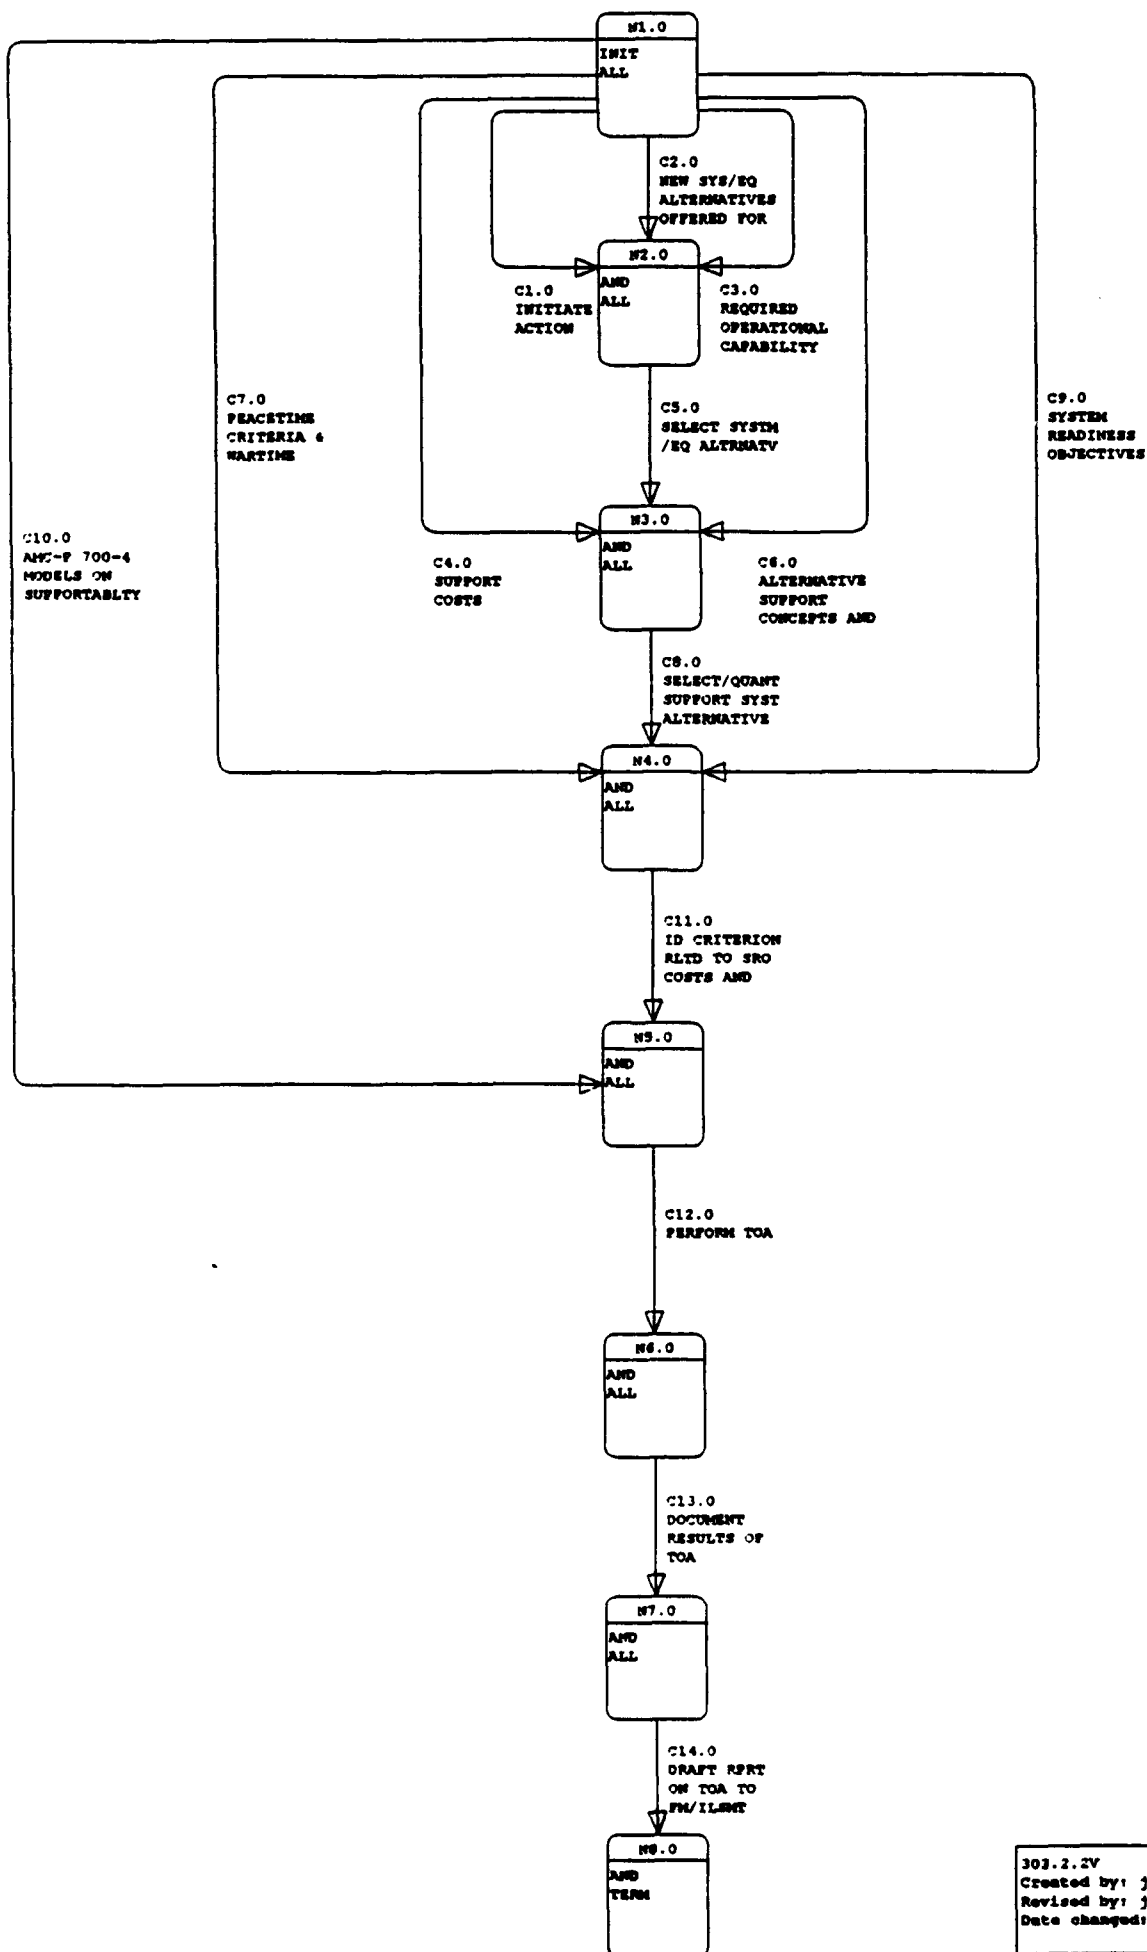 N1.0
INIT
ALL
C2.0
NEW SYS/EQ
ALTERNATIVES
OFFERED FOR
N2.0
AND
ALL
C1.0
INITIATE
ACTION
C3.0
REQUIRED
OPERATIONAL
CAPABILITY
C7.0
PEACETIME
CRITERIA &
WARTIME
C5.0
SELECT SYSTM
/EQ ALTRNATV
C9.0
SYSTEM
READINESS
OBJECTIVES
N3.0
AND
ALL
C10.0
AMC-P 700-4
MODELS ON
SUPPORTABLTY
C4.0
SUPPORT
COSTS
C6.0
ALTERNATIVE
SUPPORT
CONCEPTS AND
C8.0
SELECT/QUANT
SUPPORT SYST
ALTERNATIVE
N4.0
AND
ALL
C11.0
ID CRITERION
RLTD TO SRO
COSTS AND
N5.0
AND
ALL
C12.0
PERFORM TOA
N6.0
AND
ALL
C13.0
DOCUMENT
RESULTS OF
TOA
N7.0
AND
ALL
C14.0
DRAFT RPRT
ON TOA TO
PM/ILSMT
N8.0
AND
TERM
303.2.2V
Created by: j
Revised by: j
Date changed: